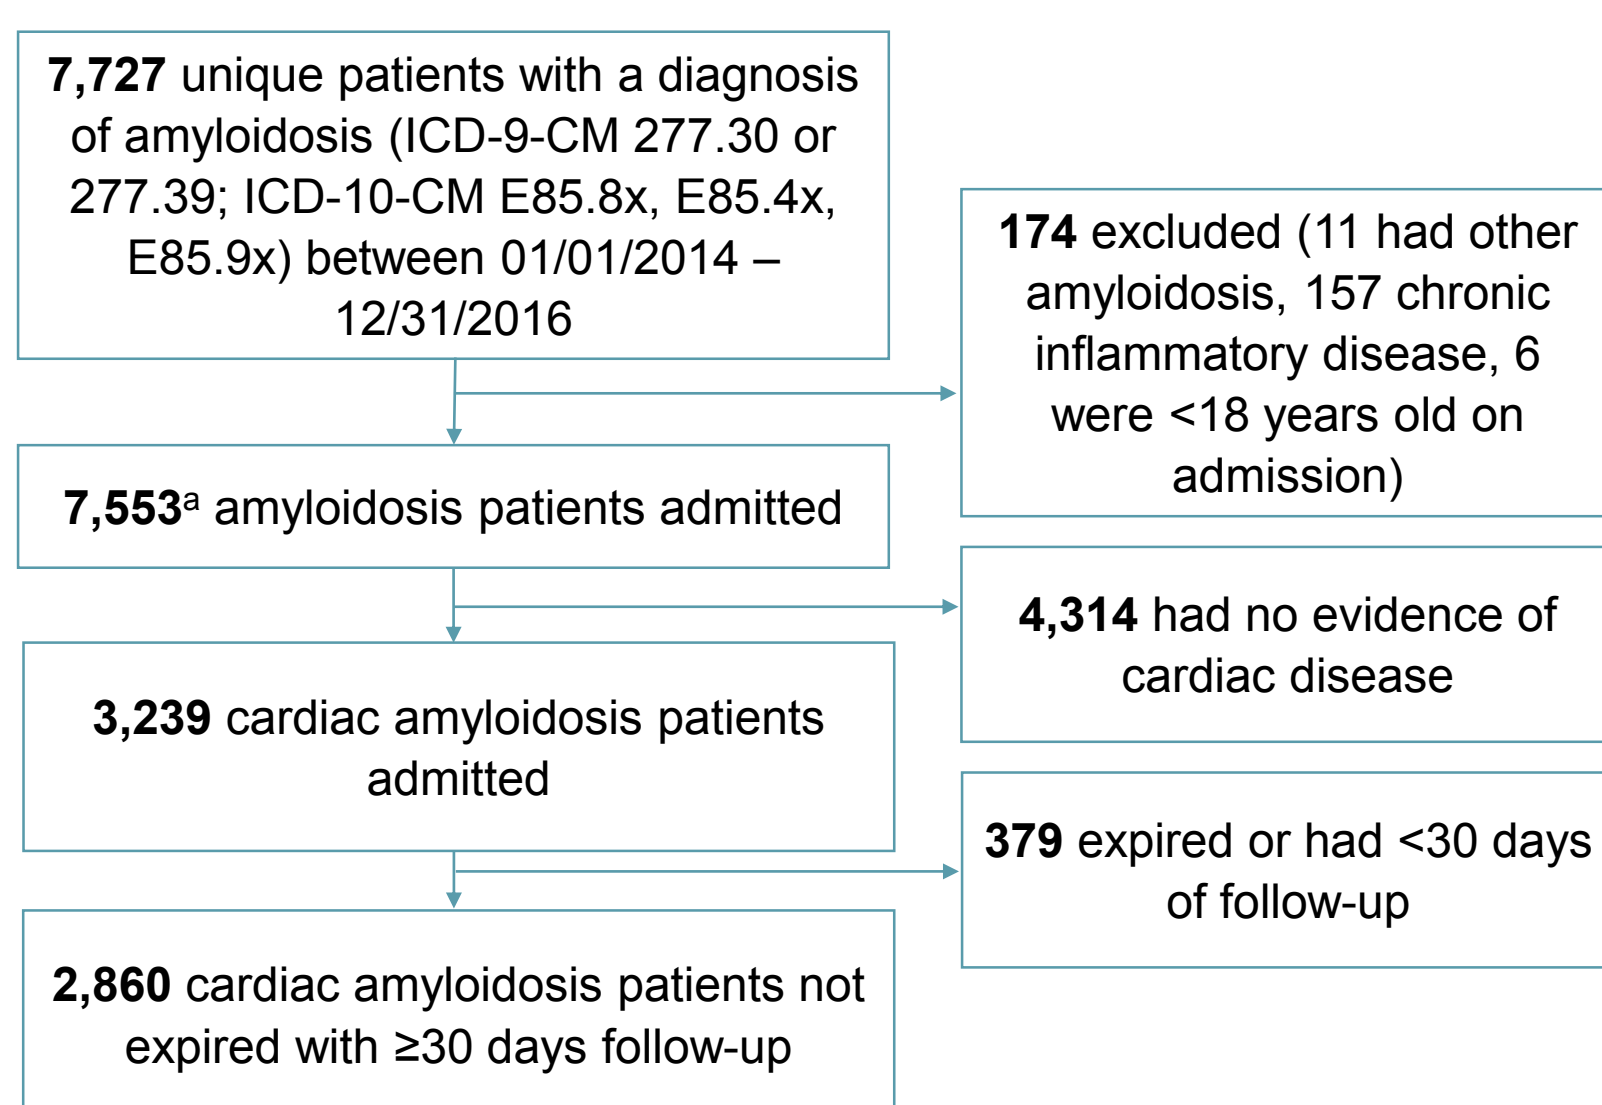 7,727 unique patients with a diagnosis
of amyloidosis (ICD-9-CM 277.30 or
277.39; ICD-10-CM E85.8x, E85.4x,
E85.9x) between 01/01/2014 –
12/31/2016
174 excluded (11 had other
amyloidosis, 157 chronic
inflammatory disease, 6
were <18 years old on
admission)
7,553ᵃ amyloidosis patients admitted
4,314 had no evidence of
cardiac disease
3,239 cardiac amyloidosis patients
admitted
379 expired or had <30 days
of follow-up
2,860 cardiac amyloidosis patients not
expired with ≥30 days follow-up